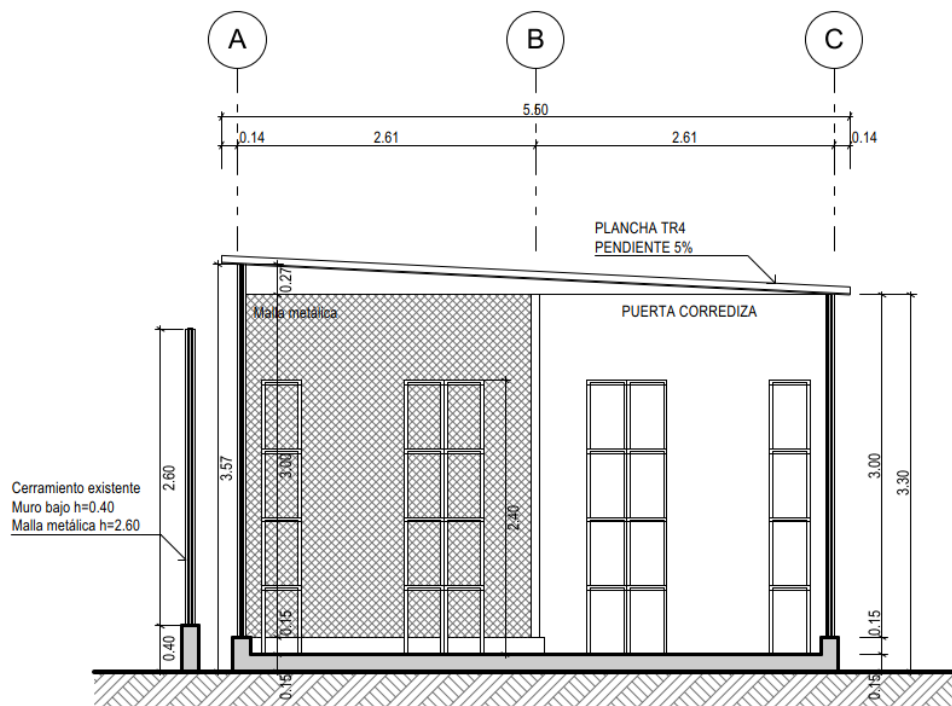 A
B
C
5.50
0.14
2.61
2.61
0.14
PLANCHA TR4
PENDIENTE 5%
0.27
Malla metálica
PUERTA CORREDIZA
2.60
3.57
3.00
2.40
3.00
3.30
Cerramiento existente
Muro bajo h=0.40
Malla metálica h=2.60
0.40
0.15
0.15
0.15
0.15